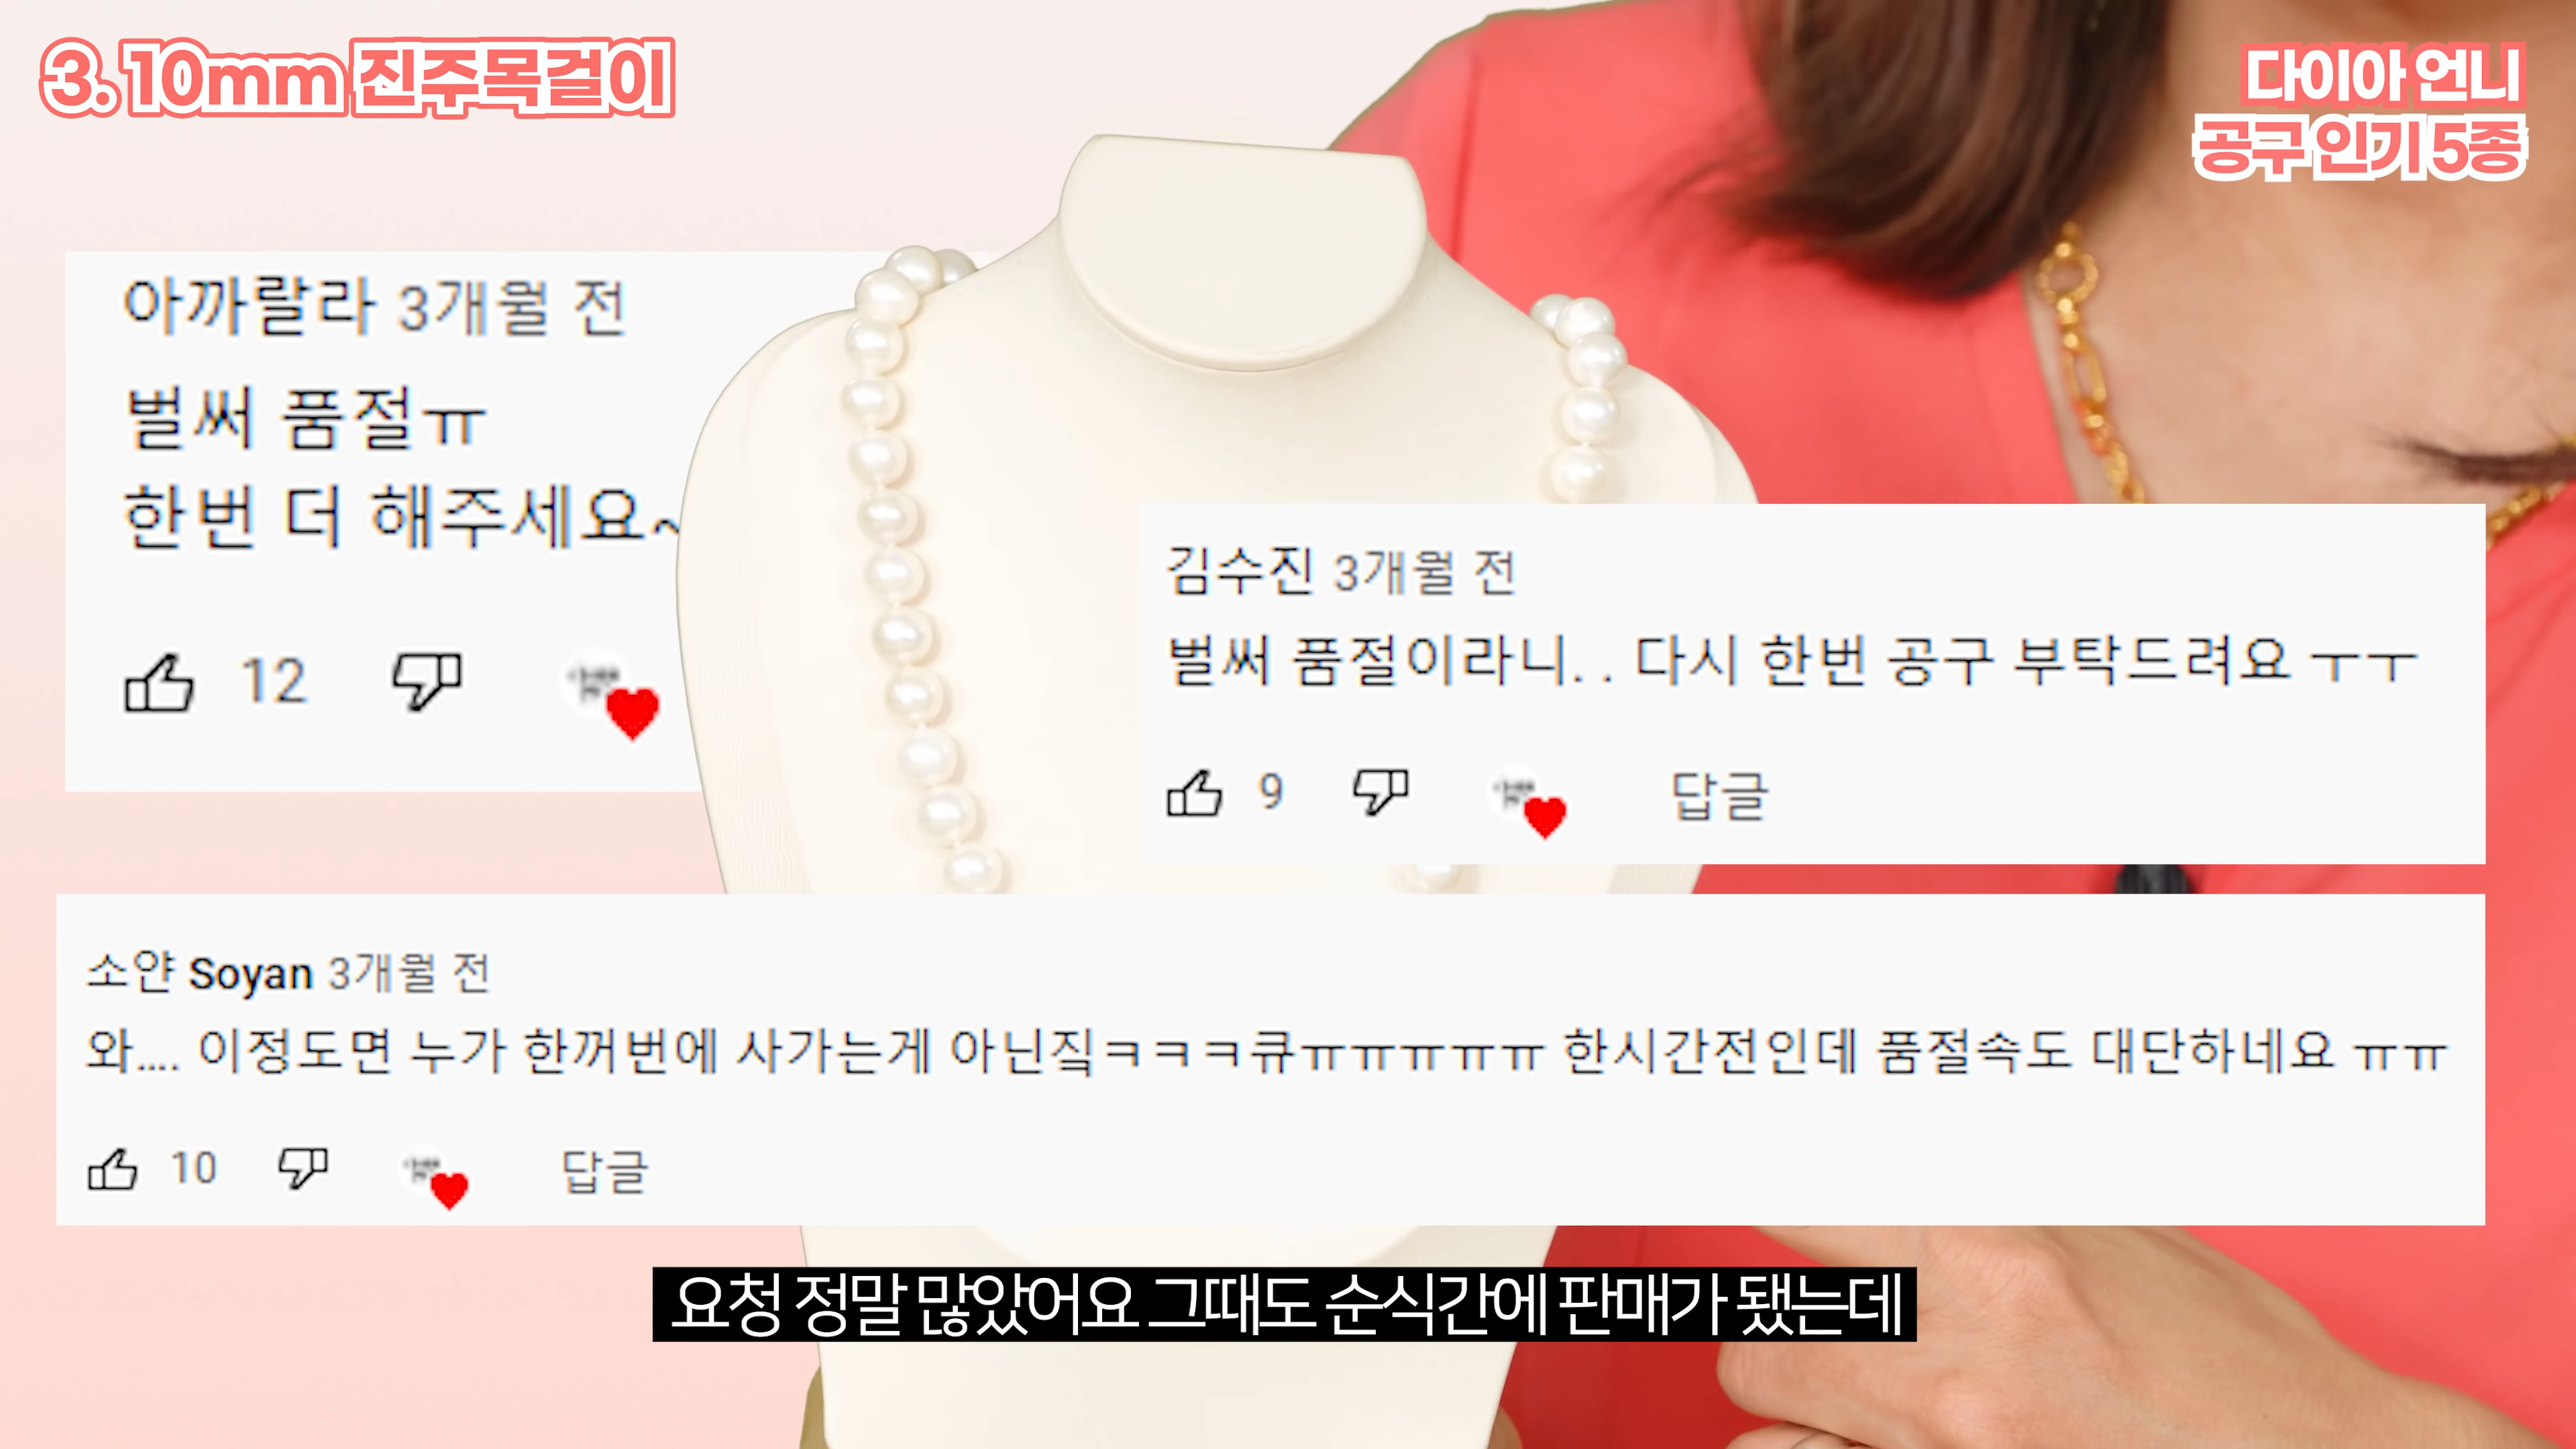 3. 10mm 진주목걸이
다이아 언니
공구 인기 5종
아까랄라 3개월 전
벌써 품절ㅠ
한번 더 해주세요~
12
김수진 3개월 전
벌써 품절이라니. . 다시 한번 공구 부탁드려요 ㅜㅜ
9 답글
소얀 Soyan 3개월 전
와.... 이정도면 누가 한꺼번에 사가는게 아닌짘ㅋㅋㅋ큐ㅠㅠㅠㅠㅠ 한시간전인데 품절속도 대단하네요 ㅠㅠ
10 답글
요청 정말 많았어요 그때도 순식간에 판매가 됐는데